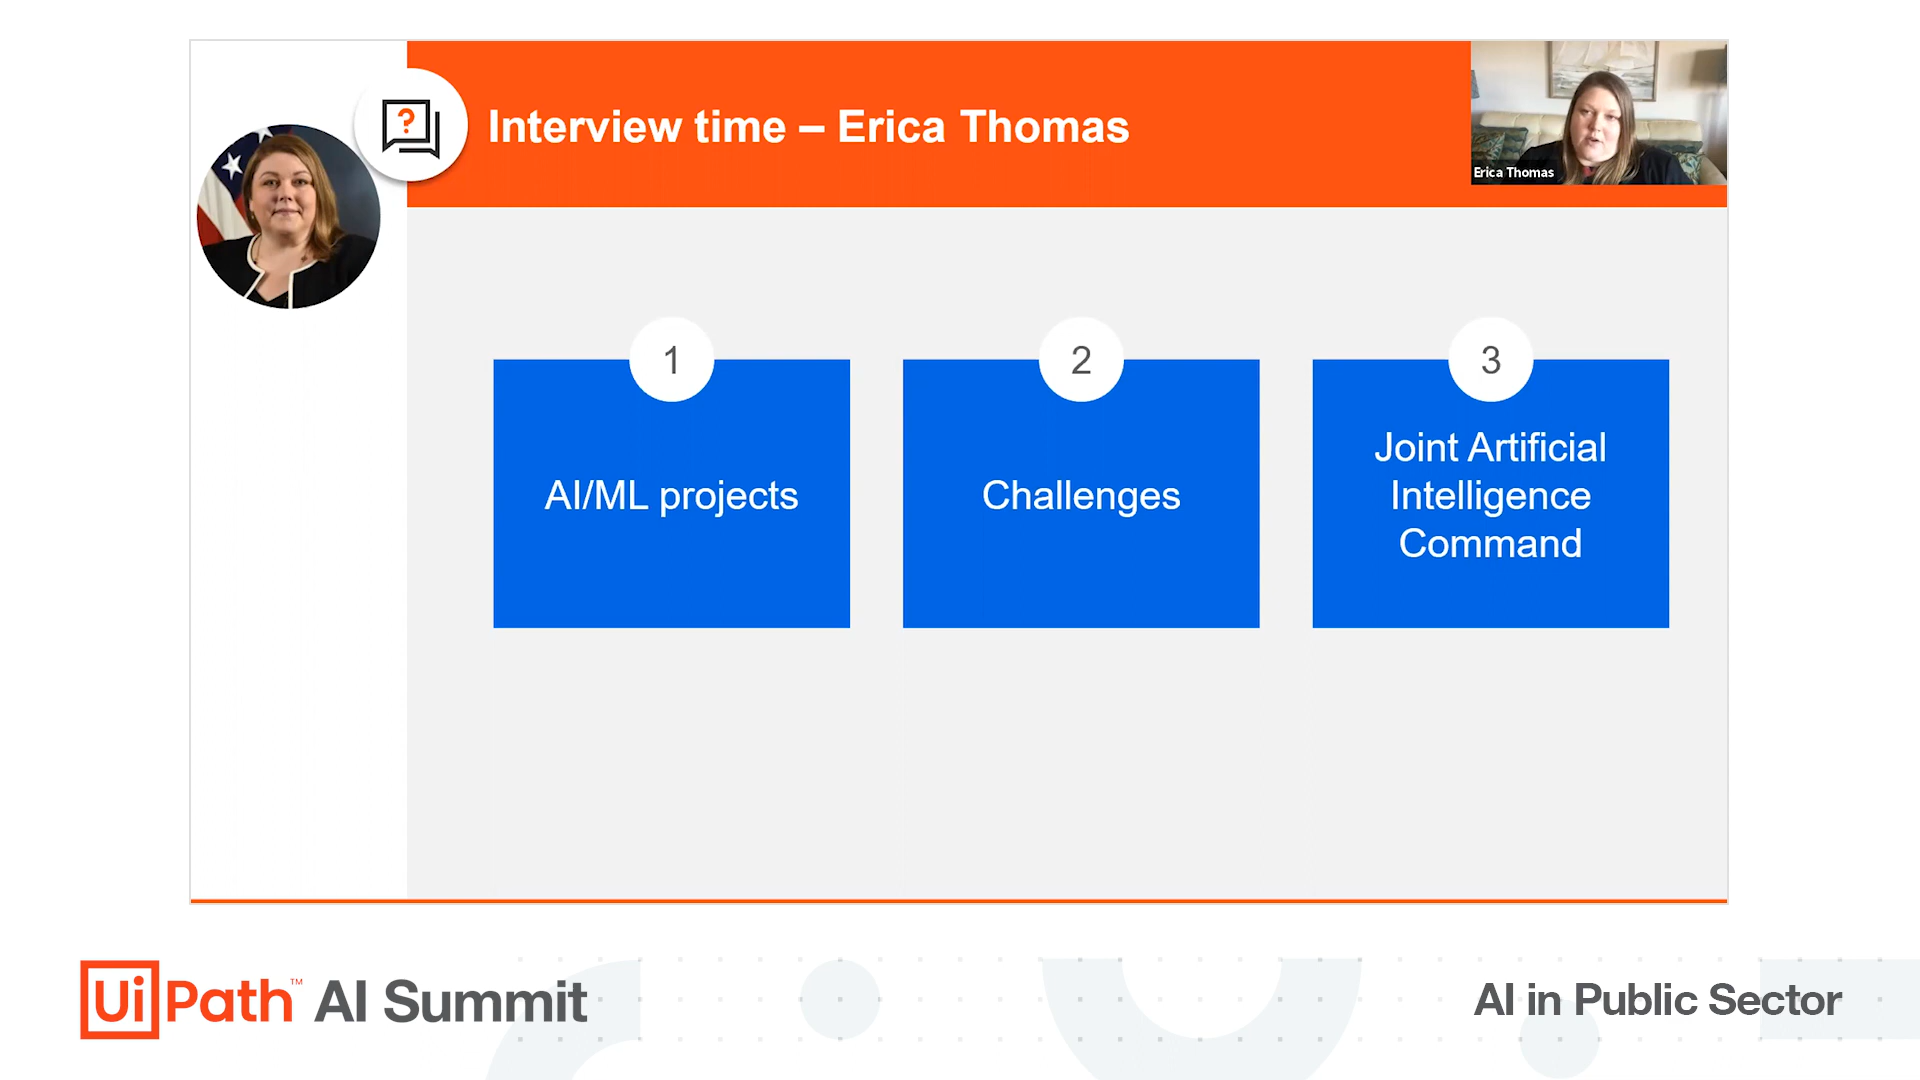 ?
Interview time – Erica Thomas
Erica Thomas
1
AI/ML projects
2
Challenges
3
Joint Artificial
Intelligence
Command
UiPath™ AI Summit
AI in Public Sector